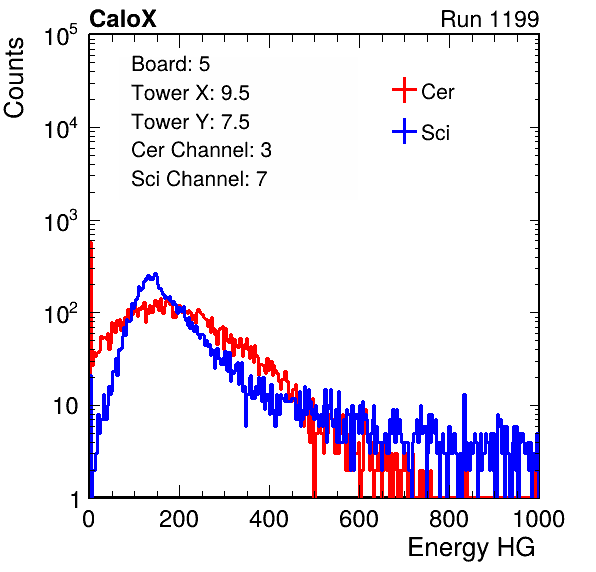 CaloX Run 1199
Counts
10^5
10^4
10^3
10^2
10
1
Board: 5
Tower X: 9.5
Tower Y: 7.5
Cer Channel: 3
Sci Channel: 7
Cer
Sci
0 200 400 600 800 1000
Energy HG